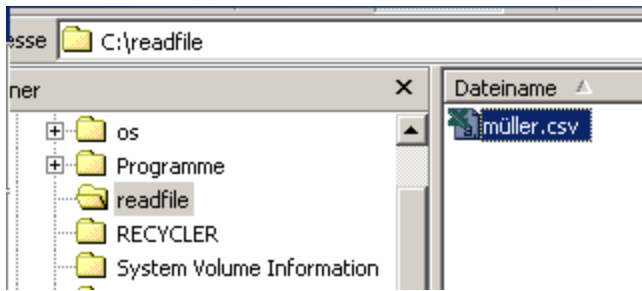 esse C:\readfile
ner
os
Programme
readfile
RECYCLER
System Volume Information
Dateiname
müller.csv